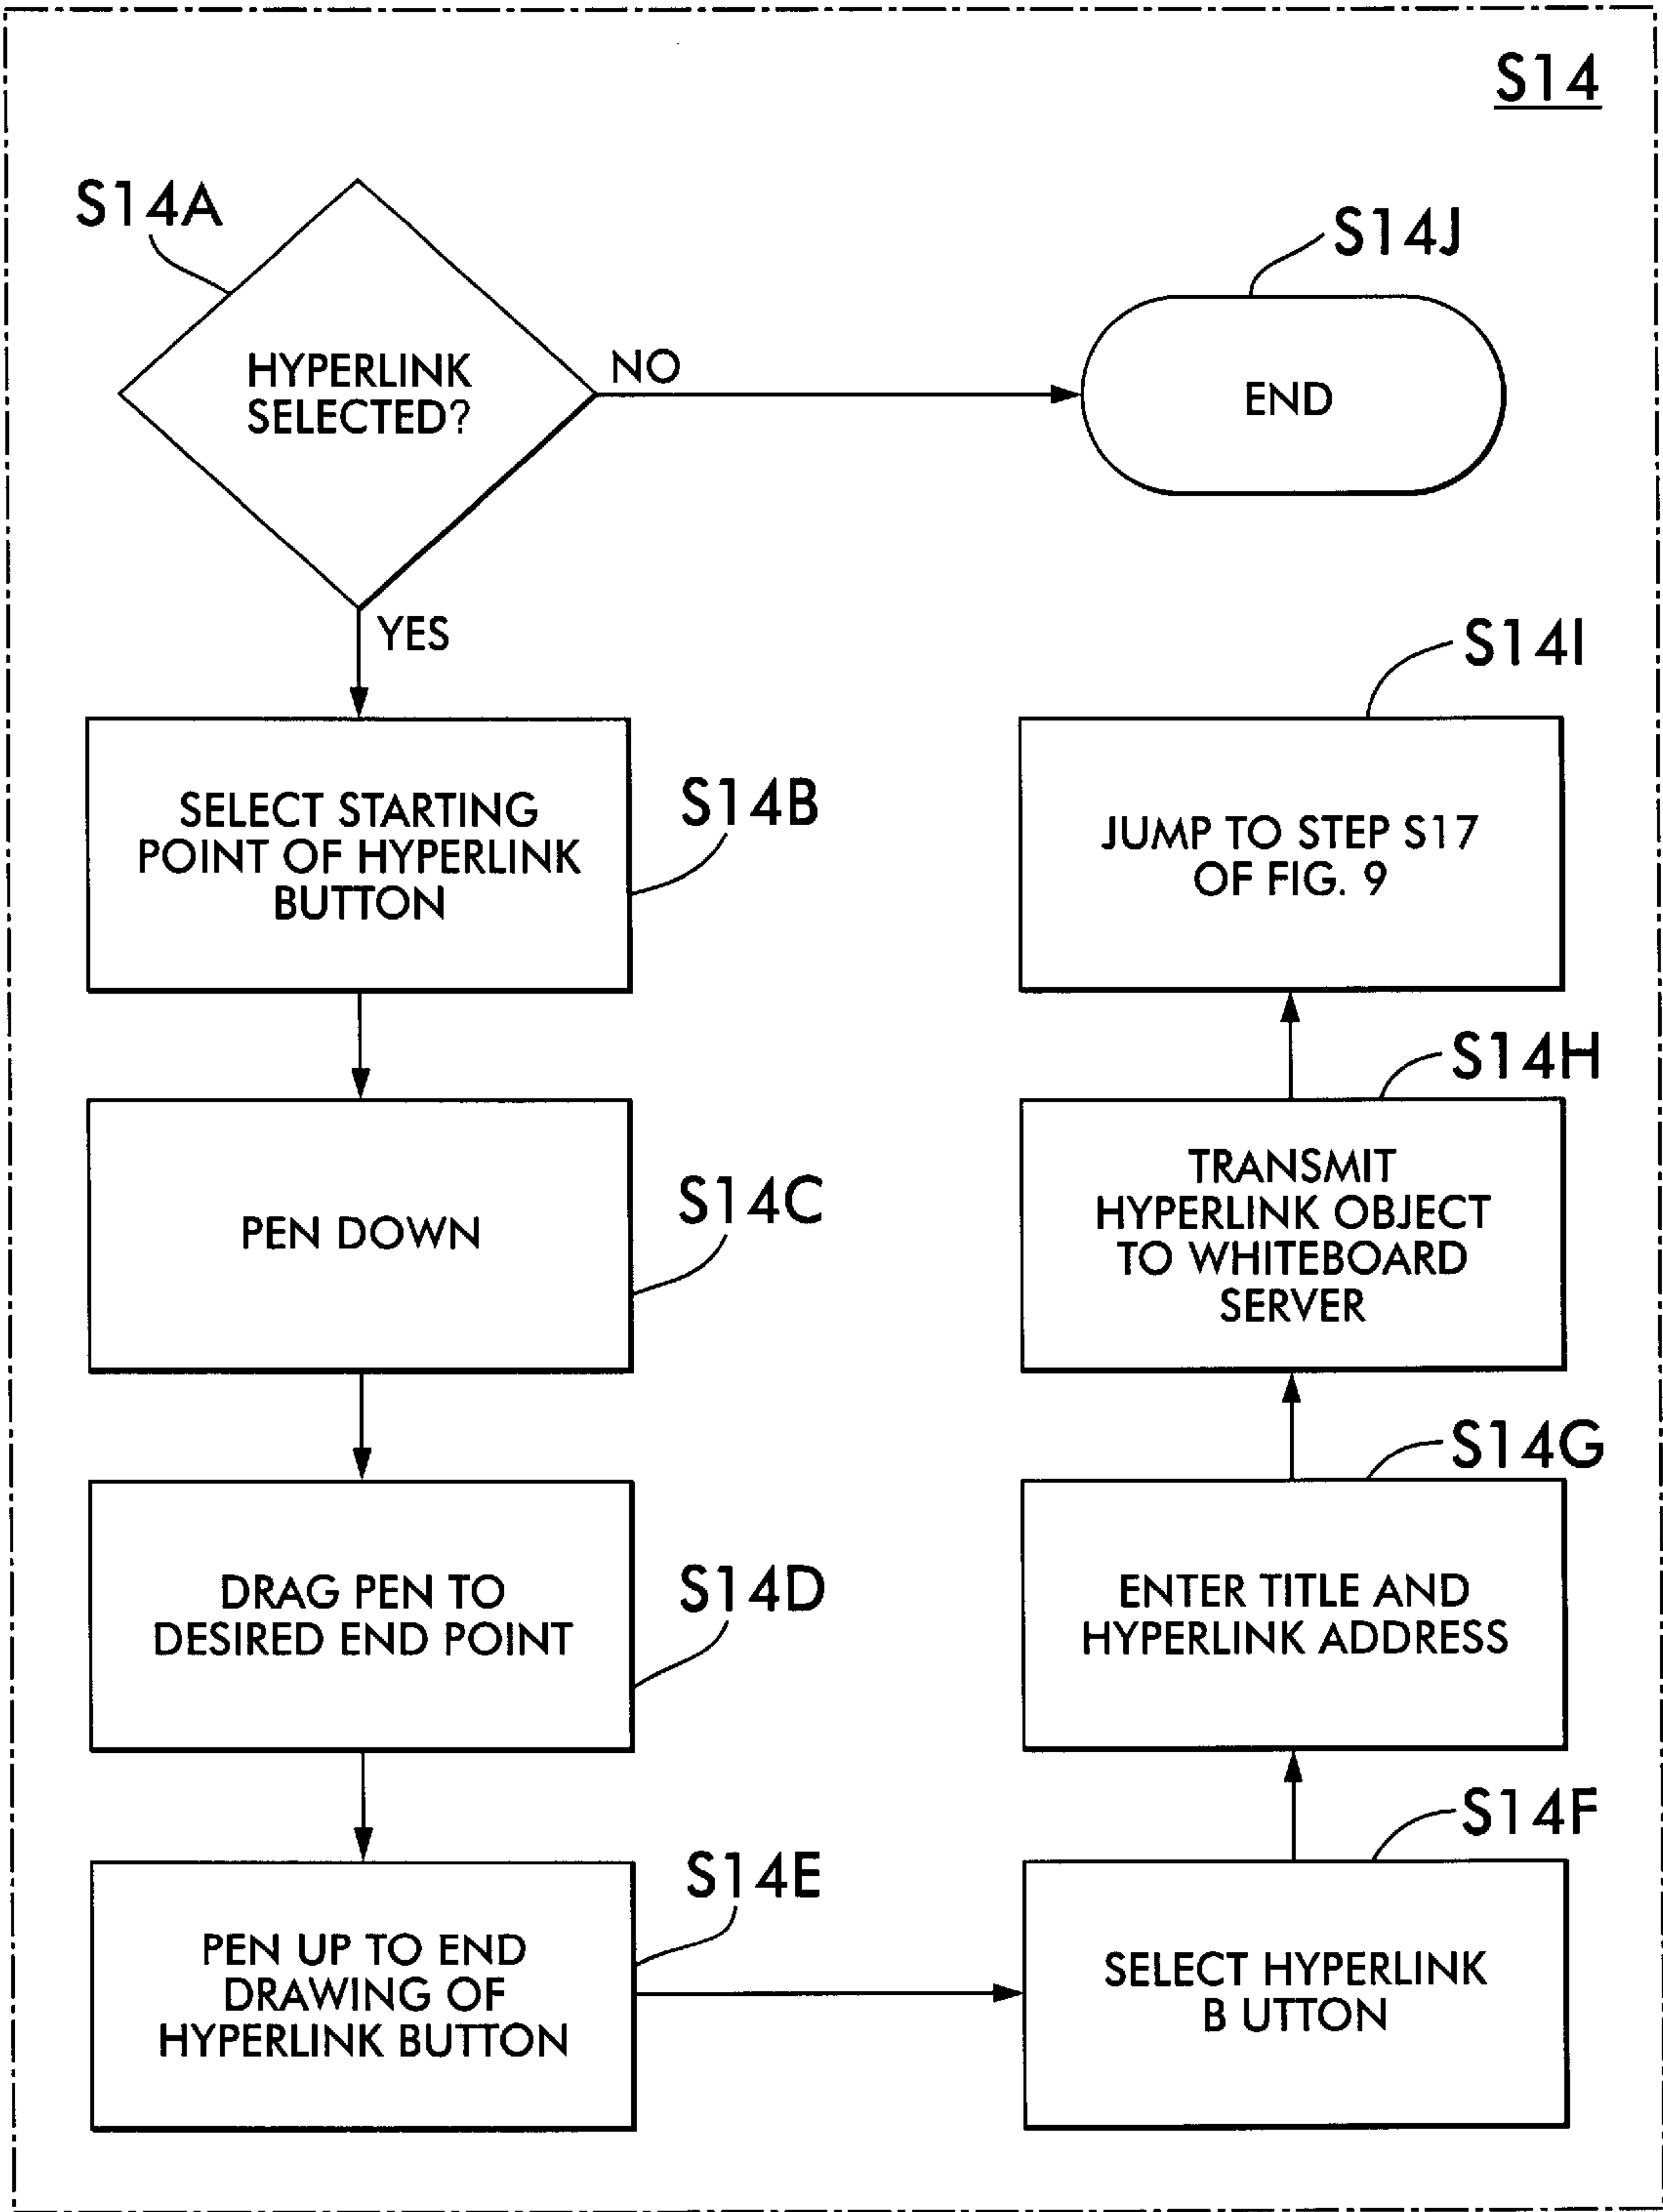 S14
S14A
HYPERLINK
SELECTED?
NO
S14J
END
YES
S14B
SELECT STARTING
POINT OF HYPERLINK
BUTTON
S14C
PEN DOWN
S14D
DRAG PEN TO
DESIRED END POINT
S14E
PEN UP TO END
DRAWING OF
HYPERLINK BUTTON
S14F
SELECT HYPERLINK
B UTTON
S14G
ENTER TITLE AND
HYPERLINK ADDRESS
S14H
TRANSMIT
HYPERLINK OBJECT
TO WHITEBOARD
SERVER
S14I
JUMP TO STEP S17
OF FIG. 9